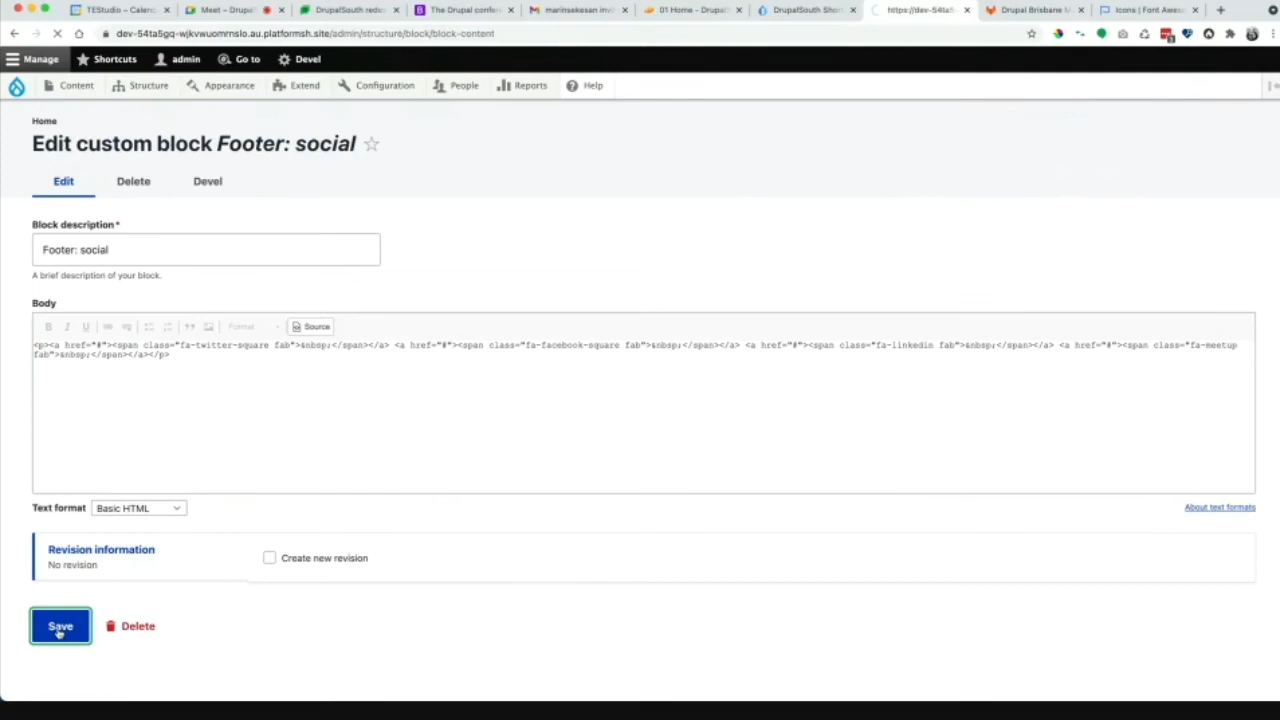 TEStudio – Calenc
Meet – Drupal
DrupalSouth redev
The Drupal confer
marinsekesan invi
01 Home – Drupal
DrupalSouth Short
https://dev-54ta5
Drupal Brisbane M
Icons | Font Awes
dev-54ta5gq-wjkvwuomrnslo.au.platformsh.site/admin/structure/block/block-content
Manage Shortcuts admin Go to Devel
Content Structure Appearance Extend Configuration People Reports Help
Home
Edit custom block Footer: social
Edit Delete Devel
Block description*
Footer: social
A brief description of your block.
Body
B I U Format Source
<p><a href="#"><span class="fa-twitter-square fab">&nbsp;</span></a> <a href="#"><span class="fa-facebook-square fab">&nbsp;</span></a> <a href="#"><span class="fa-linkedin fab">&nbsp;</span></a> <a href="#"><span class="fa-meetup
fab">&nbsp;</span></a></p>
Text format Basic HTML About text formats
Revision information
No revision
Create new revision
Save Delete